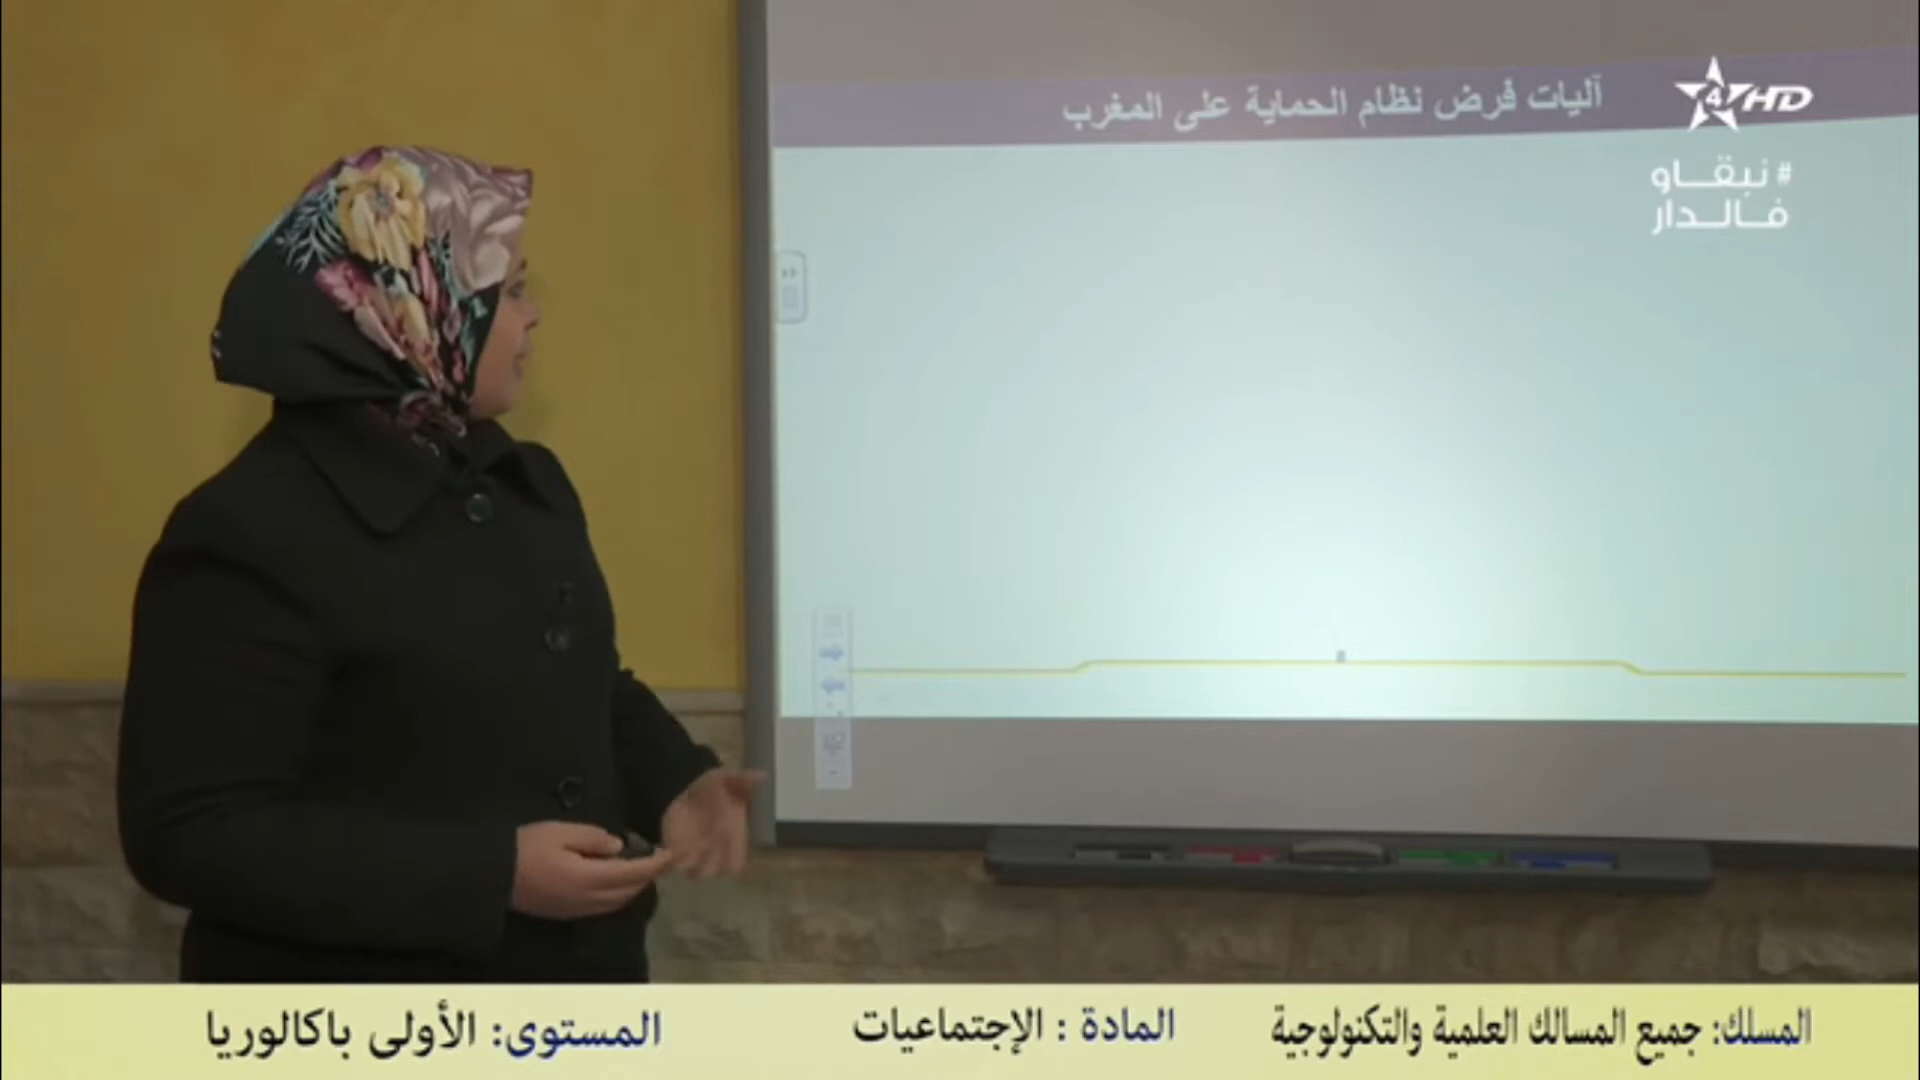 آليات فرض نظام الحماية على المغرب
4 HD
#نبقاو
فالدار
المسلك: جميع المسالك العلمية والتكنولوجية
المادة : الإجتماعيات
المستوى: الأولى باكالوريا